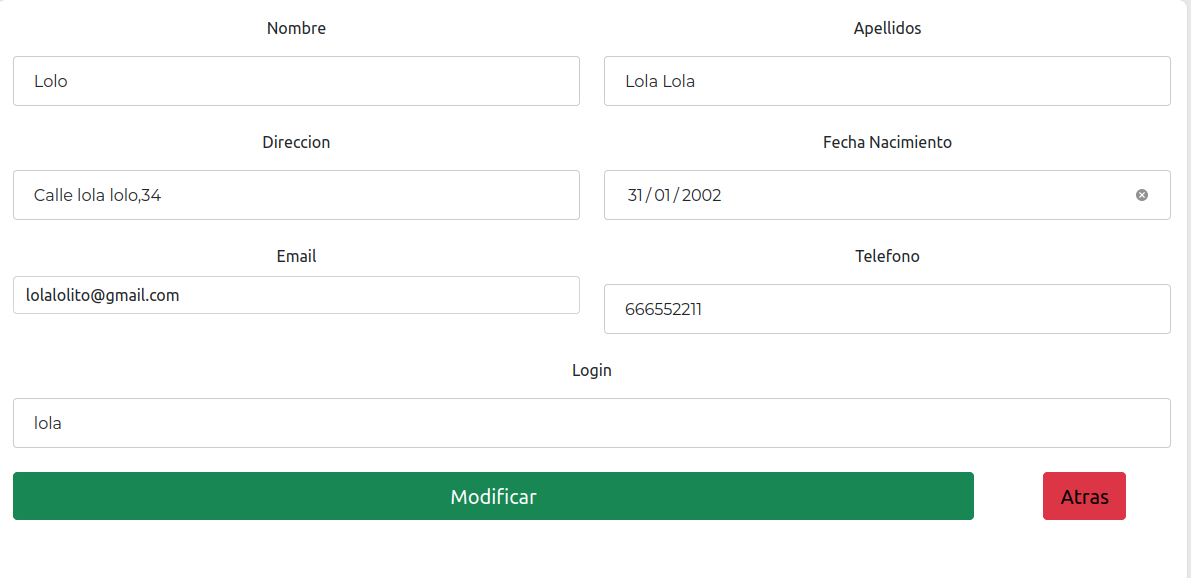 Nombre
Apellidos
Lolo
Lola Lola
Direccion
Fecha Nacimiento
Calle lola lolo,34
31/01/2002
Email
Telefono
lolalolito@gmail.com
666552211
Login
lola
Modificar
Atras